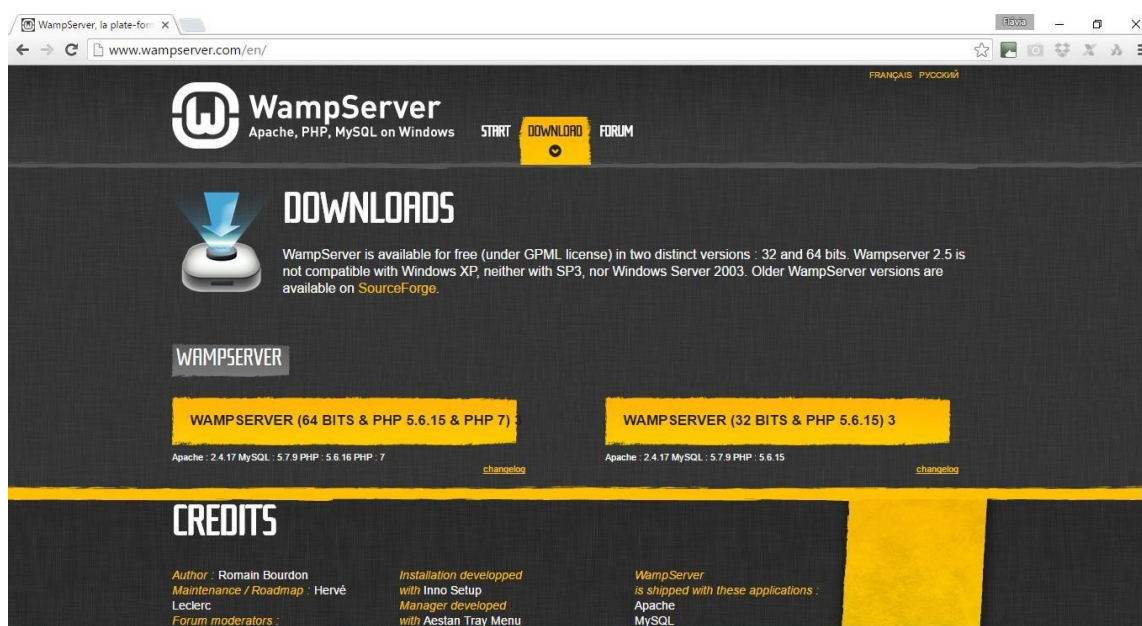 WampServer, la plate-for
Flávia
www.wampserver.com/en/
FRANÇAIS РУССКИЙ
WampServer
Apache, PHP, MySQL on Windows
START DOWNLOAD FORUM
DOWNLOADS
WampServer is available for free (under GPML license) in two distinct versions : 32 and 64 bits. Wampserver 2.5 is
not compatible with Windows XP, neither with SP3, nor Windows Server 2003. Older WampServer versions are
available on SourceForge.
WAMPSERVER
WAMPSERVER (64 BITS & PHP 5.6.15 & PHP 7) 3
Apache : 2.4.17 MySQL : 5.7.9 PHP : 5.6.16 PHP : 7
changelog
WAMPSERVER (32 BITS & PHP 5.6.15) 3
Apache : 2.4.17 MySQL : 5.7.9 PHP : 5.6.15
changelog
CREDITS
Author : Romain Bourdon
Maintenance / Roadmap : Hervé
Leclerc
Forum moderators :
Installation developped
with Inno Setup
Manager developed
with Aestan Tray Menu
WampServer
is shipped with these applications :
Apache
MySQL